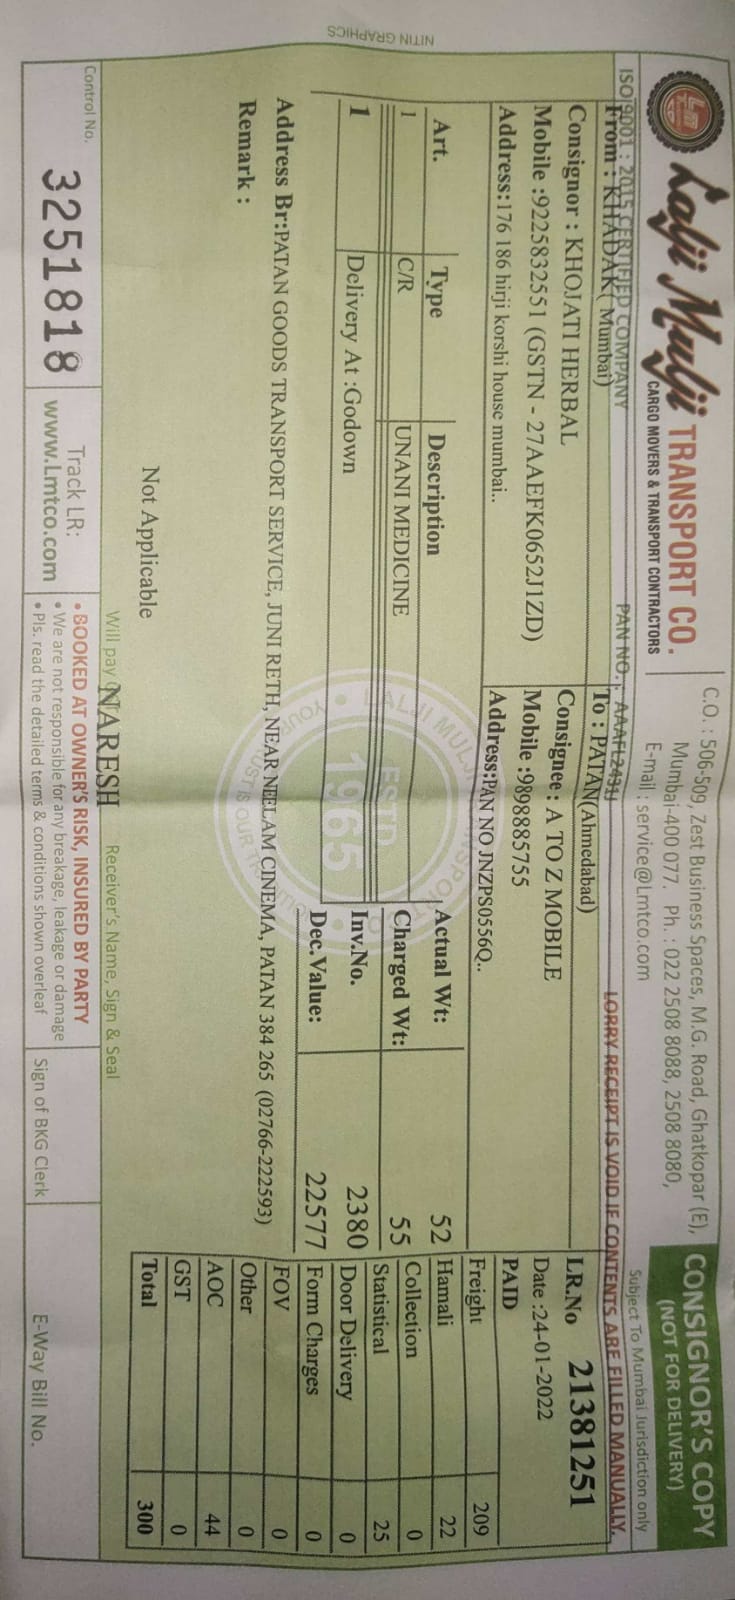 Lalji Mulji TRANSPORT CO.
CARGO MOVERS & TRANSPORT CONTRACTORS
C.O. : 506-509, Zest Business Spaces, M.G. Road, Ghatkopar (E),
Mumbai-400 077. Ph. : 022 2508 8088, 2508 8080,
E-mail : service@Lmtco.com
CONSIGNOR'S COPY
(NOT FOR DELIVERY)
Subject To Mumbai Jurisdiction only
ISO 9001 : 2015 CERTIFIED COMPANY
PAN NO. : AAAFL2431J
LORRY RECEIPT IS VOID IF CONTENTS ARE FILLED MANUALLY.
From : KHADAK( Mumbai)
To : PATAN(Ahmedabad)
Consignor : KHOJATI HERBAL
Consignee : A TO Z MOBILE
LR.No 21381251
Mobile :9225832551 (GSTN - 27AAEFK0652J1ZD)
Mobile :9898885755
Date :24-01-2022
Address:176 186 hirji korshi house mumbai..
Address:PAN NO JNZPS0556Q..
PAID
Freight 209
Art. Type Description Actual Wt: 52
Hamali 22
1 C/R UNANI MEDICINE Charged Wt: 55
Collection 0
Statistical 25
1 Delivery At :Godown Inv.No. 2380
Door Delivery 0
Dec.Value: 22577
Form Charges 0
Address Br:PATAN GOODS TRANSPORT SERVICE, JUNI RETH, NEAR NEELAM CINEMA, PATAN 384 265 (02766-222593)
FOV 0
Remark :
Other 0
AOC 44
GST 0
Not Applicable
Total 300
LALJI MULJI
ESTD
1965
Will pay
NARESH
Receiver's Name, Sign & Seal
Control No.
3251818
Track LR:
www.Lmtco.com
• BOOKED AT OWNER'S RISK, INSURED BY PARTY
• We are not responsible for any breakage, leakage or damage
• Pls. read the detailed terms & conditions shown overleaf
Sign of BKG Clerk
E-Way Bill No.
NITIN GRAPHICS